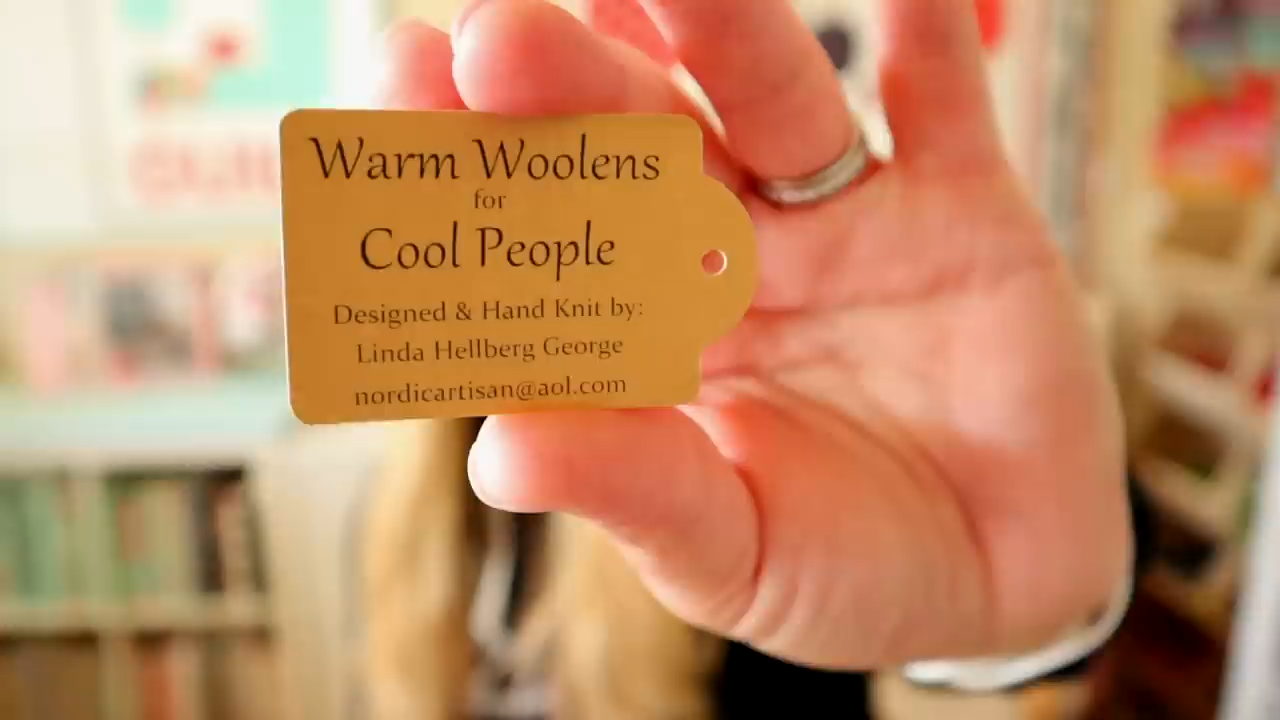 Warm Woolens
for
Cool People
Designed & Hand Knit by:
Linda Hellberg George
nordicartisan@aol.com